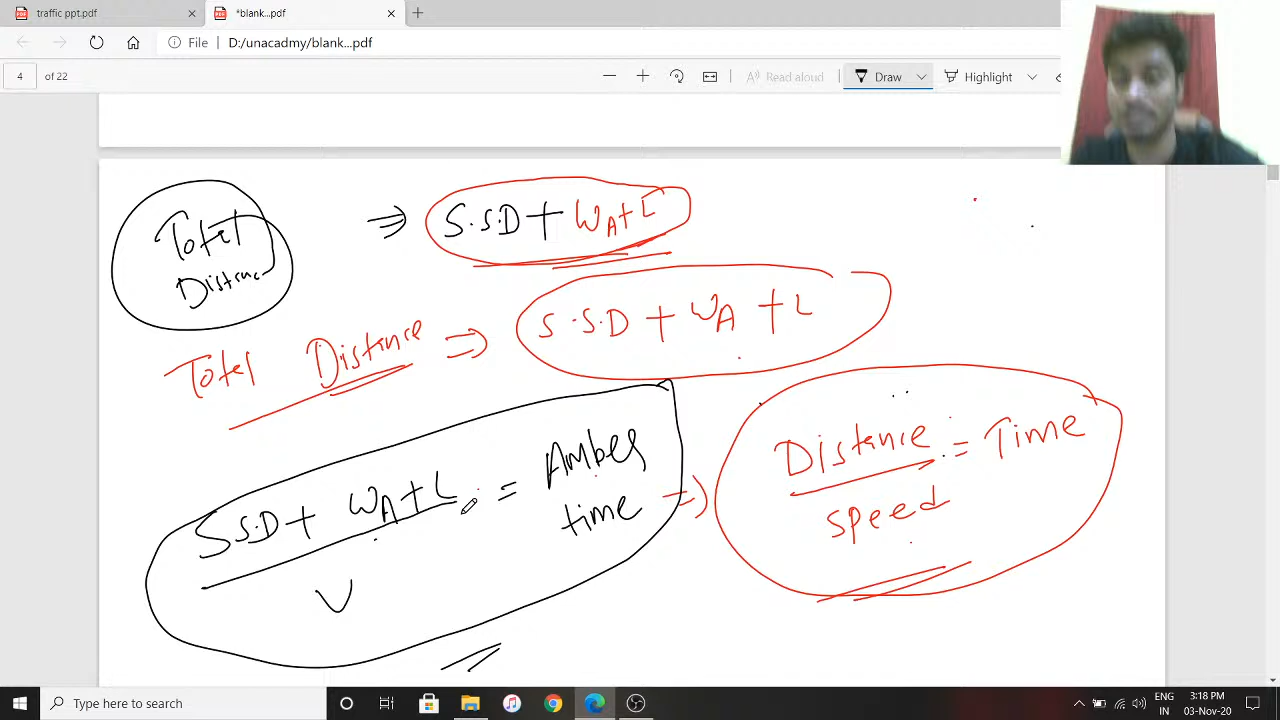 traffic ppt.pdf
*blank...pdf
File D:/unacadmy/blank...pdf
4 of 22
Read aloud
Draw
Highlight
Total
Distance
⇒ S.S.D + WA+L
Total Distance ⇒ S.S.D + WA + L
SS.D + WA+L = Amber time
V
⇒ Distance = Time
Speed
Type here to search
ENG
IN
3:18 PM
03-Nov-20